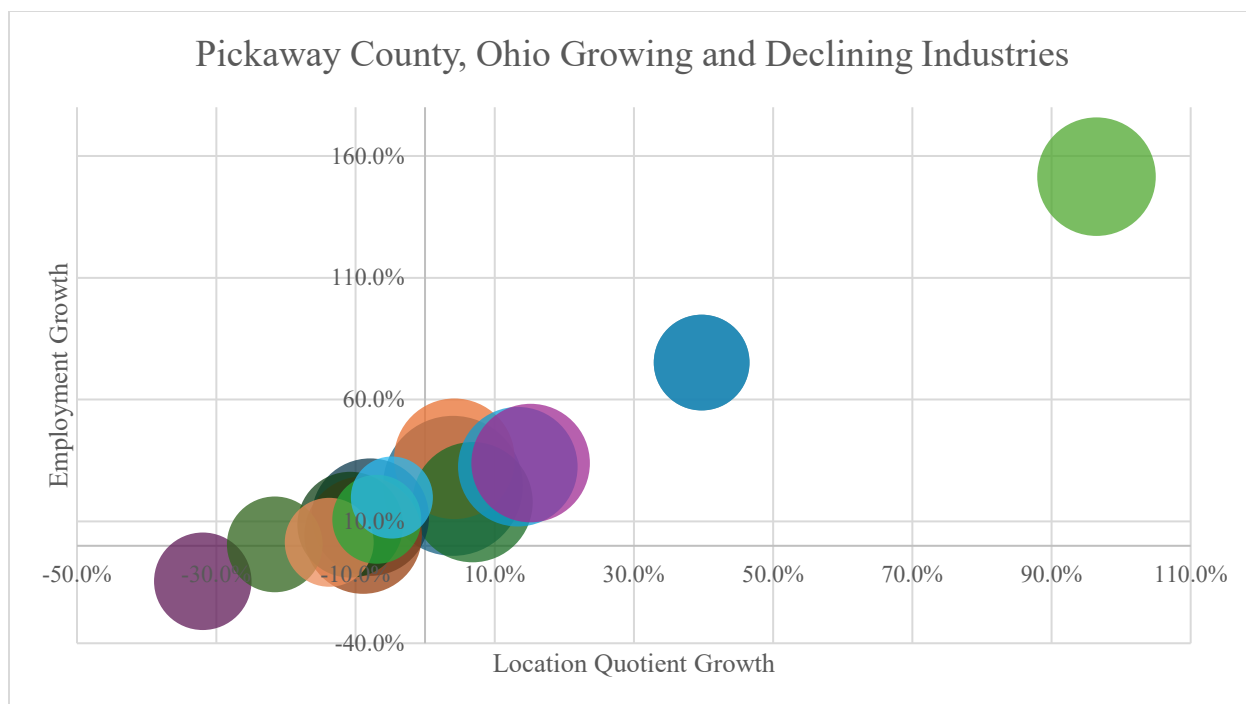 Pickaway County, Ohio Growing and Declining Industries
160.0%
110.0%
60.0%
10.0%
-40.0%
Employment Growth
-50.0% -30.0% -10.0% 10.0% 30.0% 50.0% 70.0% 90.0% 110.0%
Location Quotient Growth